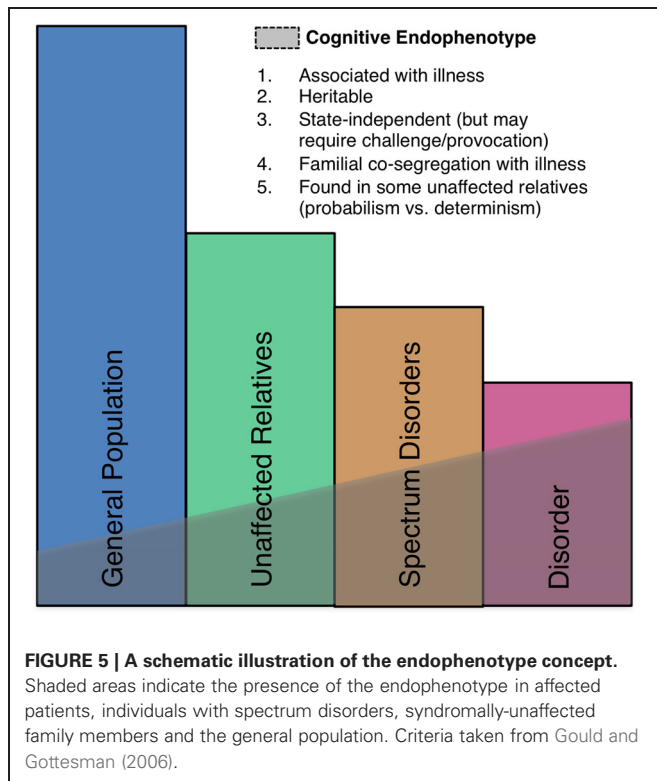 Cognitive Endophenotype
1. Associated with illness
2. Heritable
3. State-independent (but may
require challenge/provocation)
4. Familial co-segregation with illness
5. Found in some unaffected relatives
(probabilism vs. determinism)
General Population
Unaffected Relatives
Spectrum Disorders
Disorder
FIGURE 5 | A schematic illustration of the endophenotype concept.
Shaded areas indicate the presence of the endophenotype in affected
patients, individuals with spectrum disorders, syndromally-unaffected
family members and the general population. Criteria taken from Gould and
Gottesman (2006).